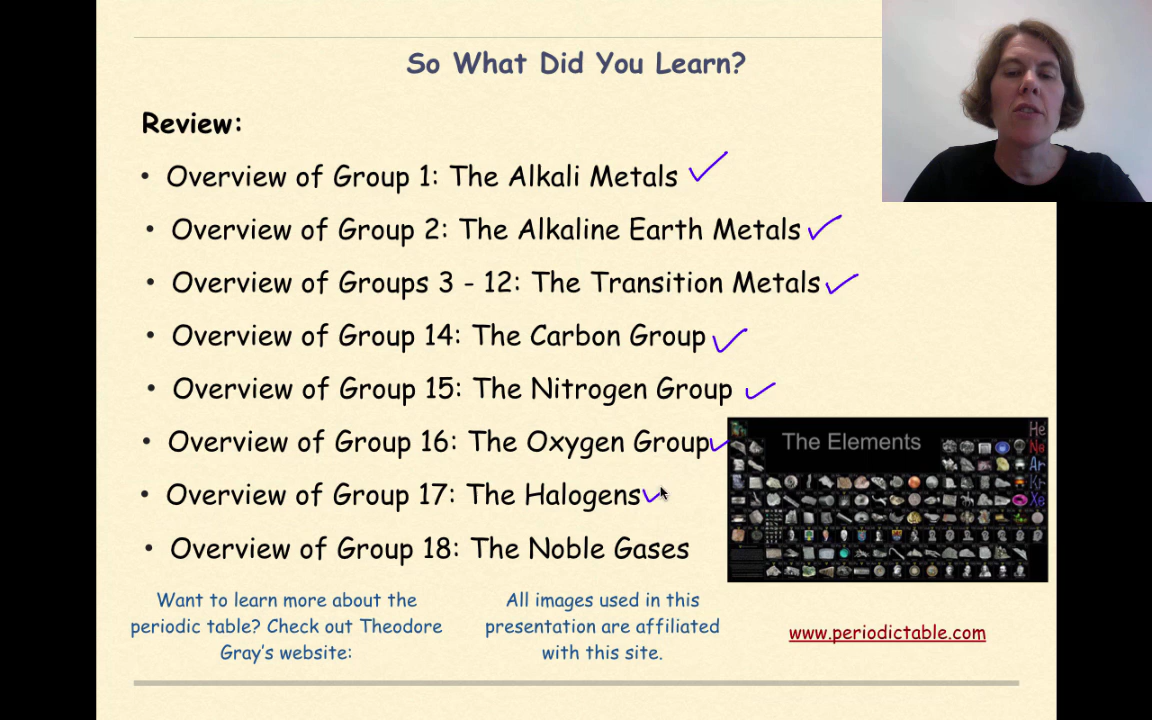 So What Did You Learn?
Review:
• Overview of Group 1: The Alkali Metals
• Overview of Group 2: The Alkaline Earth Metals
• Overview of Groups 3 - 12: The Transition Metals
• Overview of Group 14: The Carbon Group
• Overview of Group 15: The Nitrogen Group
• Overview of Group 16: The Oxygen Group
• Overview of Group 17: The Halogens
• Overview of Group 18: The Noble Gases
The Elements
He
Ne
Ar
Kr
Xe
Want to learn more about the
periodic table? Check out Theodore
Gray's website:
All images used in this
presentation are affiliated
with this site.
www.periodictable.com